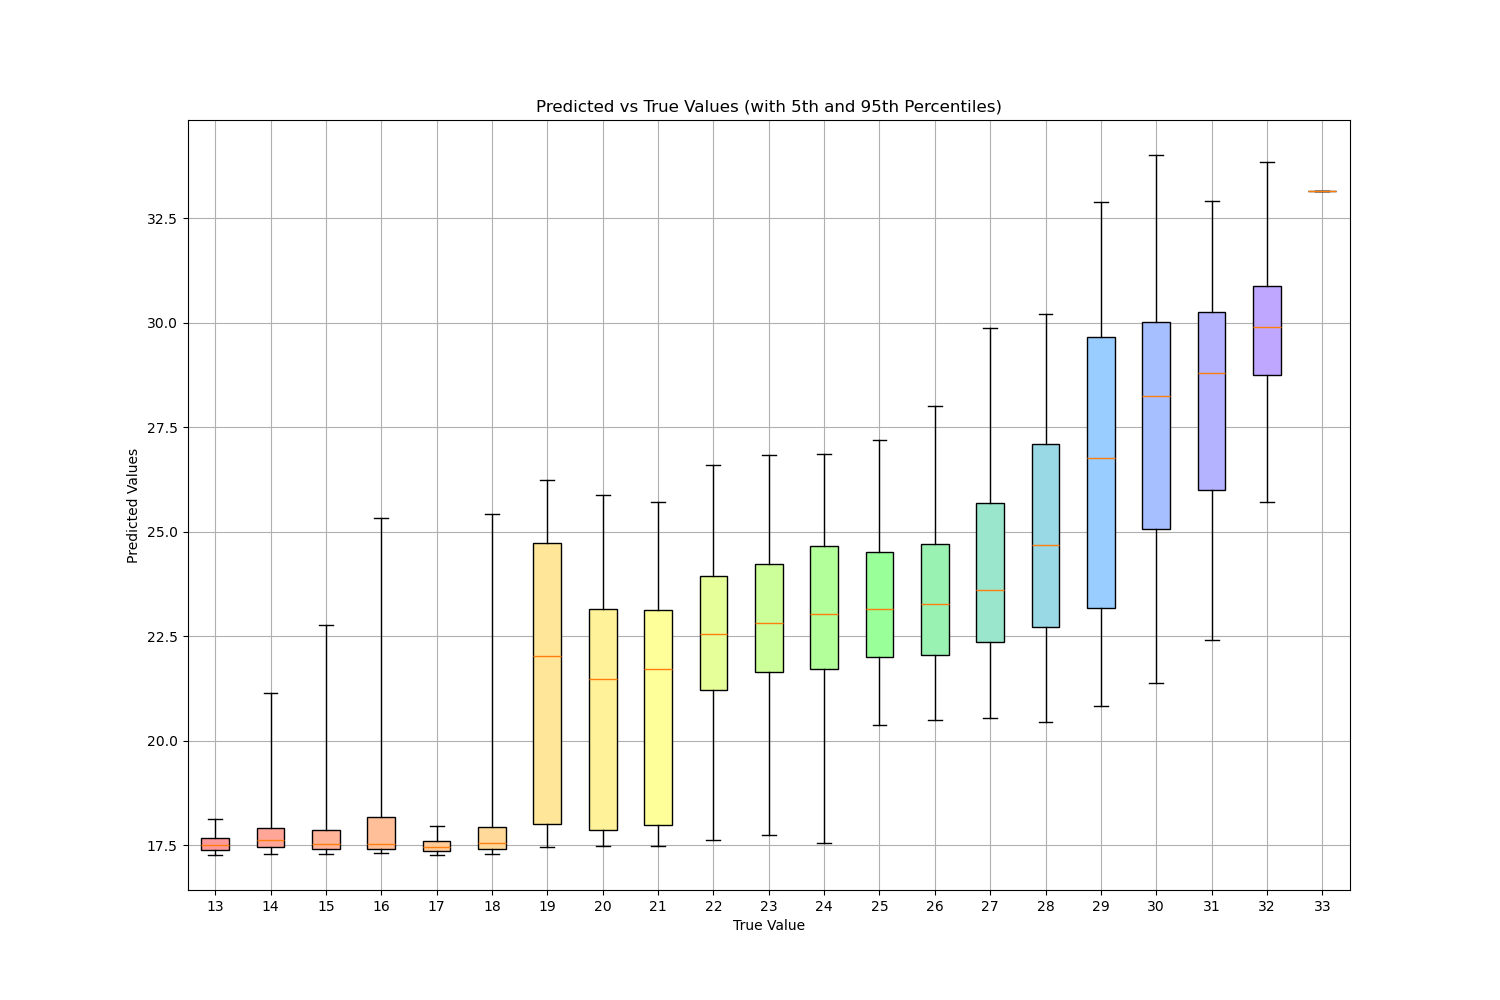 Predicted vs True Values (with 5th and 95th Percentiles)
Predicted Values
32.5
30.0
27.5
25.0
22.5
20.0
17.5
13 14 15 16 17 18 19 20 21 22 23 24 25 26 27 28 29 30 31 32 33
True Value